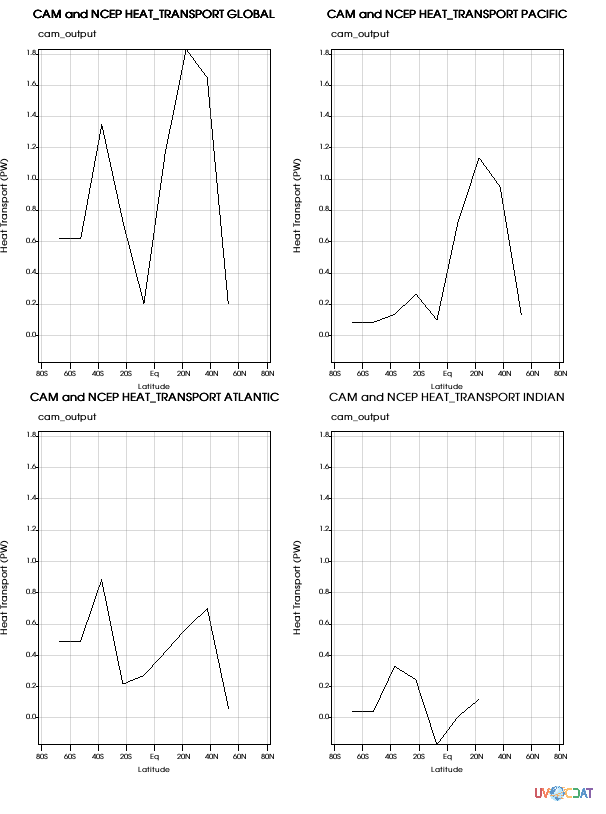 CAM and NCEP HEAT_TRANSPORT GLOBAL
cam_output
Heat Transport (PW)
1.8
1.6
1.4
1.2
1.0
0.8
0.6
0.4
0.2
0.0
80S 60S 40S 20S Eq 20N 40N 60N 80N
Latitude
CAM and NCEP HEAT_TRANSPORT PACIFIC
cam_output
Heat Transport (PW)
1.8
1.6
1.4
1.2
1.0
0.8
0.6
0.4
0.2
0.0
80S 60S 40S 20S Eq 20N 40N 60N 80N
Latitude
CAM and NCEP HEAT_TRANSPORT ATLANTIC
cam_output
Heat Transport (PW)
1.8
1.6
1.4
1.2
1.0
0.8
0.6
0.4
0.2
0.0
80S 60S 40S 20S Eq 20N 40N 60N 80N
Latitude
CAM and NCEP HEAT_TRANSPORT INDIAN
cam_output
Heat Transport (PW)
1.8
1.6
1.4
1.2
1.0
0.8
0.6
0.4
0.2
0.0
80S 60S 40S 20S Eq 20N 40N 60N 80N
Latitude
UV CDAT